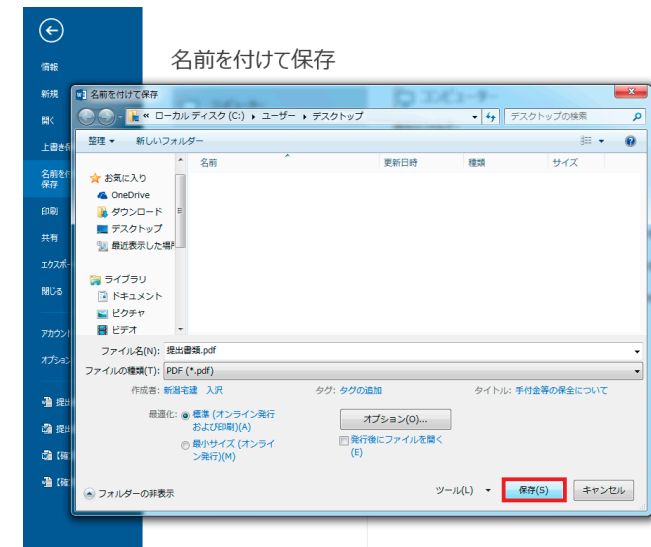 名前を付けて保存
情報
新規
開く
上書き保
名前を付
保存
印刷
共有
エクスポー
閉じる
アカウント
オプション
名前を付けて保存
« ローカル ディスク (C:) ▸ ユーザー ▸ デスクトップ
デスクトップの検索
整理 ▼ 新しいフォルダー
名前 更新日時 種類 サイズ
お気に入り
OneDrive
ダウンロード
デスクトップ
最近表示した場所
ライブラリ
ドキュメント
ピクチャ
ビデオ
ファイル名(N): 提出書類.pdf
ファイルの種類(T): PDF (*.pdf)
作成者: 新潟宅建 入沢 タグ: タグの追加 タイトル: 手付金等の保全について
最適化: 標準 (オンライン発行
および印刷)(A)
最小サイズ (オンライ
ン発行)(M)
オプション(O)...
発行後にファイルを開く
(E)
フォルダーの非表示
ツール(L) ▼ 保存(S) キャンセル
提出
提出
【確
【確